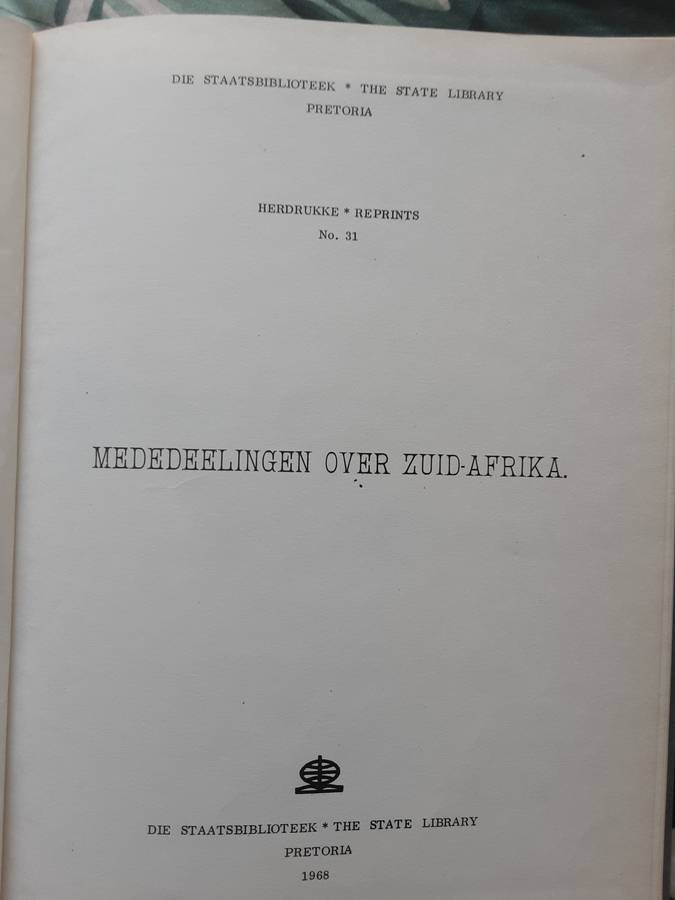 DIE STAATSBIBLIOTEEK * THE STATE LIBRARY
PRETORIA
HERDRUKKE * REPRINTS
No. 31
MEDEDEELINGEN OVER ZUID-AFRIKA.
DIE STAATSBIBLIOTEEK * THE STATE LIBRARY
PRETORIA
1968